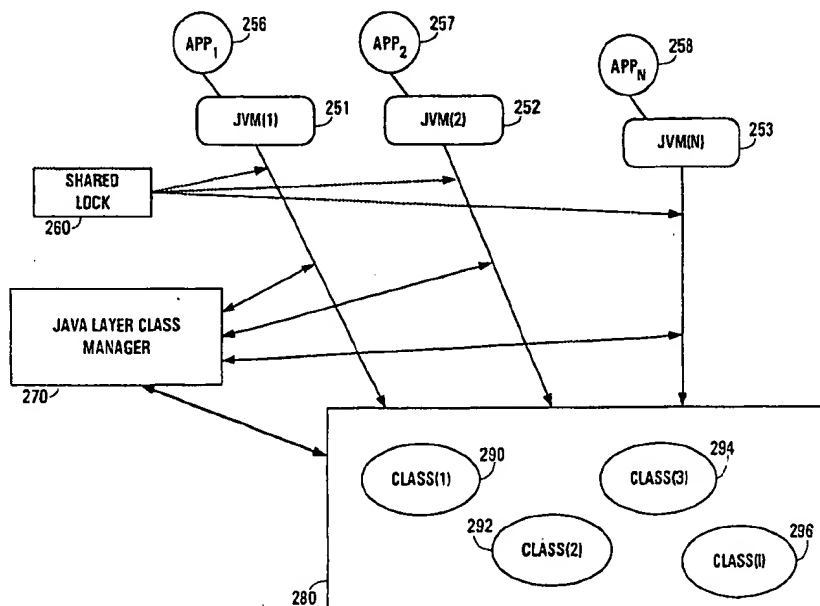 APP1
256
APP2
257
APPN
258
JVM(1)
251
JVM(2)
252
JVM(N)
253
SHARED
LOCK
260
JAVA LAYER CLASS
MANAGER
270
CLASS(1)
290
CLASS(3)
294
292
CLASS(2)
CLASS(I)
296
280